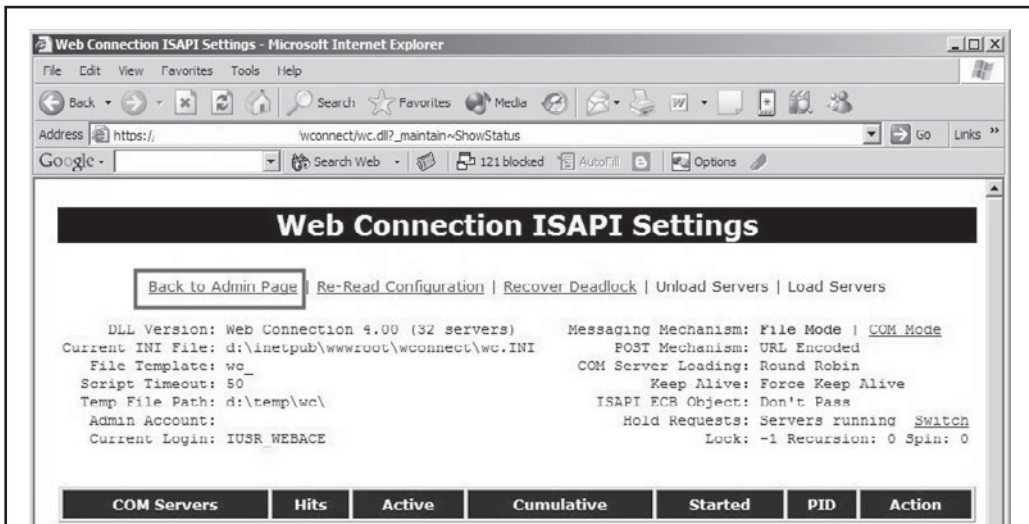 Web Connection ISAPI Settings - Microsoft Internet Explorer
File Edit View Favorites Tools Help
Back Search Favorites Media
Address https:/, wconnect/wc.dll?_maintain~ShowStatus Go Links »
Google Search Web 121 blocked AutoFill Options
Web Connection ISAPI Settings
Back to Admin Page | Re-Read Configuration | Recover Deadlock | Unload Servers | Load Servers
DLL Version: Web Connection 4.00 (32 servers) Messaging Mechanism: File Mode | COM Mode
Current INI File: d:\inetpub\wwwroot\wconnect\wc.INI POST Mechanism: URL Encoded
File Template: wc_ COM Server Loading: Round Robin
Script Timeout: 50 Keep Alive: Force Keep Alive
Temp File Path: d:\temp\wc\ ISAPI ECB Object: Don't Pass
Admin Account: Hold Requests: Servers running Switch
Current Login: IUSR_WEBACE Lock: -1 Recursion: 0 Spin: 0
COM Servers Hits Active Cumulative Started PID Action